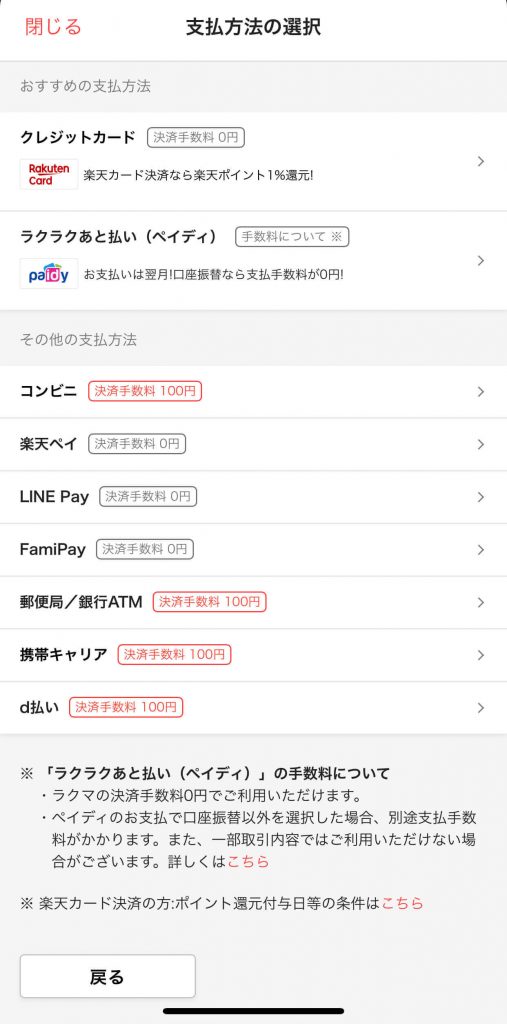 閉じる 支払方法の選択
おすすめの支払方法
クレジットカード 決済手数料 0円
Rakuten
Card
楽天カード決済なら楽天ポイント1%還元!
ラクラクあと払い（ペイディ） 手数料について ※
paidy お支払いは翌月!口座振替なら支払手数料が0円!
その他の支払方法
コンビニ 決済手数料 100円
楽天ペイ 決済手数料 0円
LINE Pay 決済手数料 0円
FamiPay 決済手数料 0円
郵便局／銀行ATM 決済手数料 100円
携帯キャリア 決済手数料 100円
d払い 決済手数料 100円
※ 「ラクラクあと払い（ペイディ）」の手数料について
・ラクマの決済手数料0円でご利用いただけます。
・ペイディのお支払で口座振替以外を選択した場合、別途支払手数
料がかかります。また、一部取引内容ではご利用いただけない場
合がございます。詳しくはこちら
※ 楽天カード決済の方:ポイント還元付与日等の条件はこちら
戻る